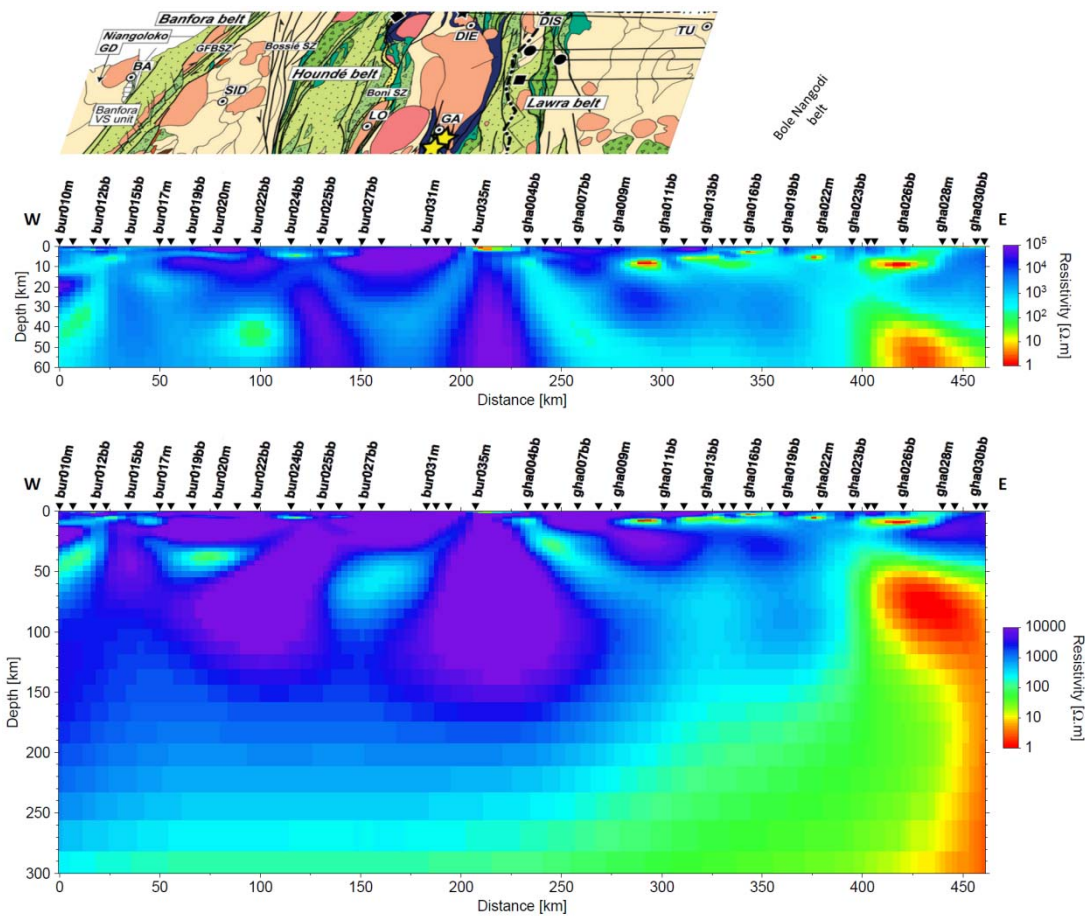 Banfora belt
Niangoloko
GD
BA
GFBSZ
Bossié SZ
DIE
DIS
TU
Houndé belt
SID
Boni SZ
Banfora
VS unit
LO
GA
Lawra belt
Bole Nangodi
belt
bur010m bur012bb bur015bb bur017m bur019bb bur020m bur022bb bur024bb bur025bb bur027bb bur031m bur035m gha004bb gha007bb gha009m gha011bb gha013bb gha016bb gha019bb gha022m gha023bb gha026bb gha028m gha030bb
W E
Depth [km]
0
10
20
30
40
50
60
0 50 100 150 200 250 300 350 400 450
Distance [km]
10⁵
10⁴
10³
10²
10
1
Resistivity [Ω.m]
bur010m bur012bb bur015bb bur017m bur019bb bur020m bur022bb bur024bb bur025bb bur027bb bur031m bur035m gha004bb gha007bb gha009m gha011bb gha013bb gha016bb gha019bb gha022m gha023bb gha026bb gha028m gha030bb
W E
Depth [km]
0
50
100
150
200
250
300
0 50 100 150 200 250 300 350 400 450
Distance [km]
10000
1000
100
10
1
Resistivity [Ω.m]